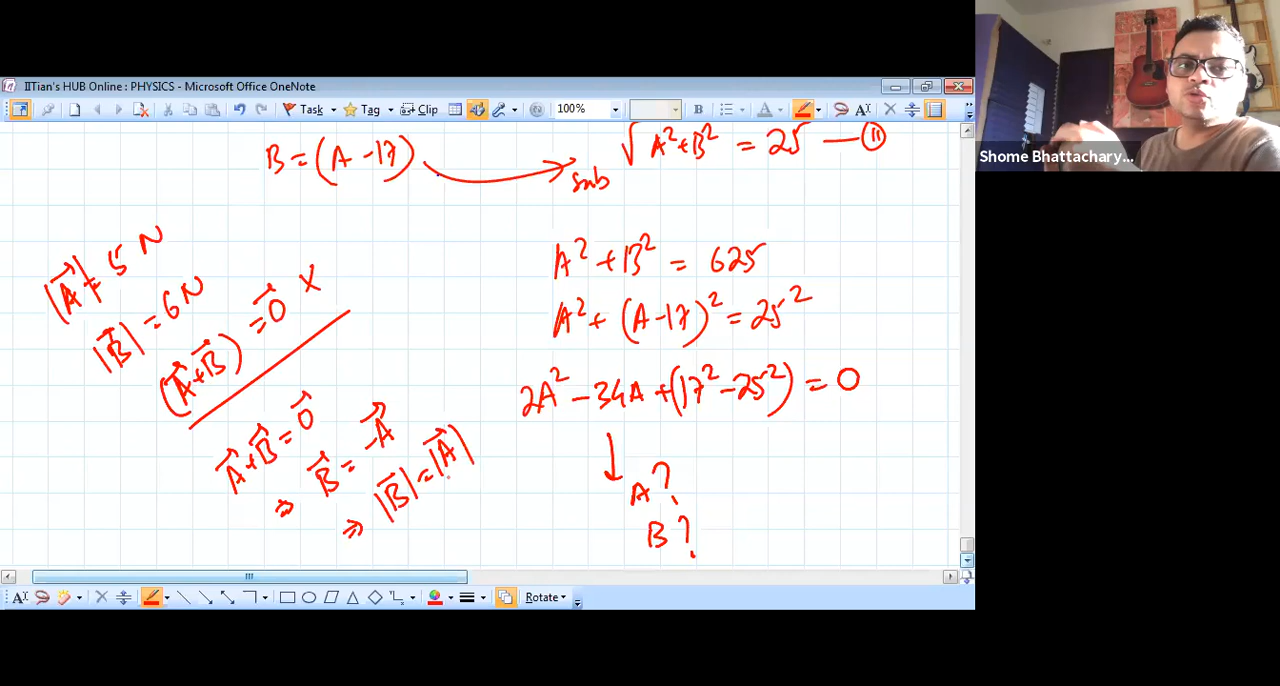 IITian's HUB Online : PHYSICS - Microsoft Office OneNote
Task Tag Clip 100% B A
Shome Bhattachary...
B = (A - 17)
sub
√A² + B² = 25 — (II)
|A⃗| = 5 N
|B⃗| = 6 N
(A⃗ + B⃗) = 0⃗ X
A⃗ + B⃗ = 0⃗
⇒ B⃗ = -A⃗
⇒ |B⃗| = |A⃗|
A² + B² = 625
A² + (A - 17)² = 25²
2A² - 34A + (17² - 25²) = 0
A?
B?
Rotate